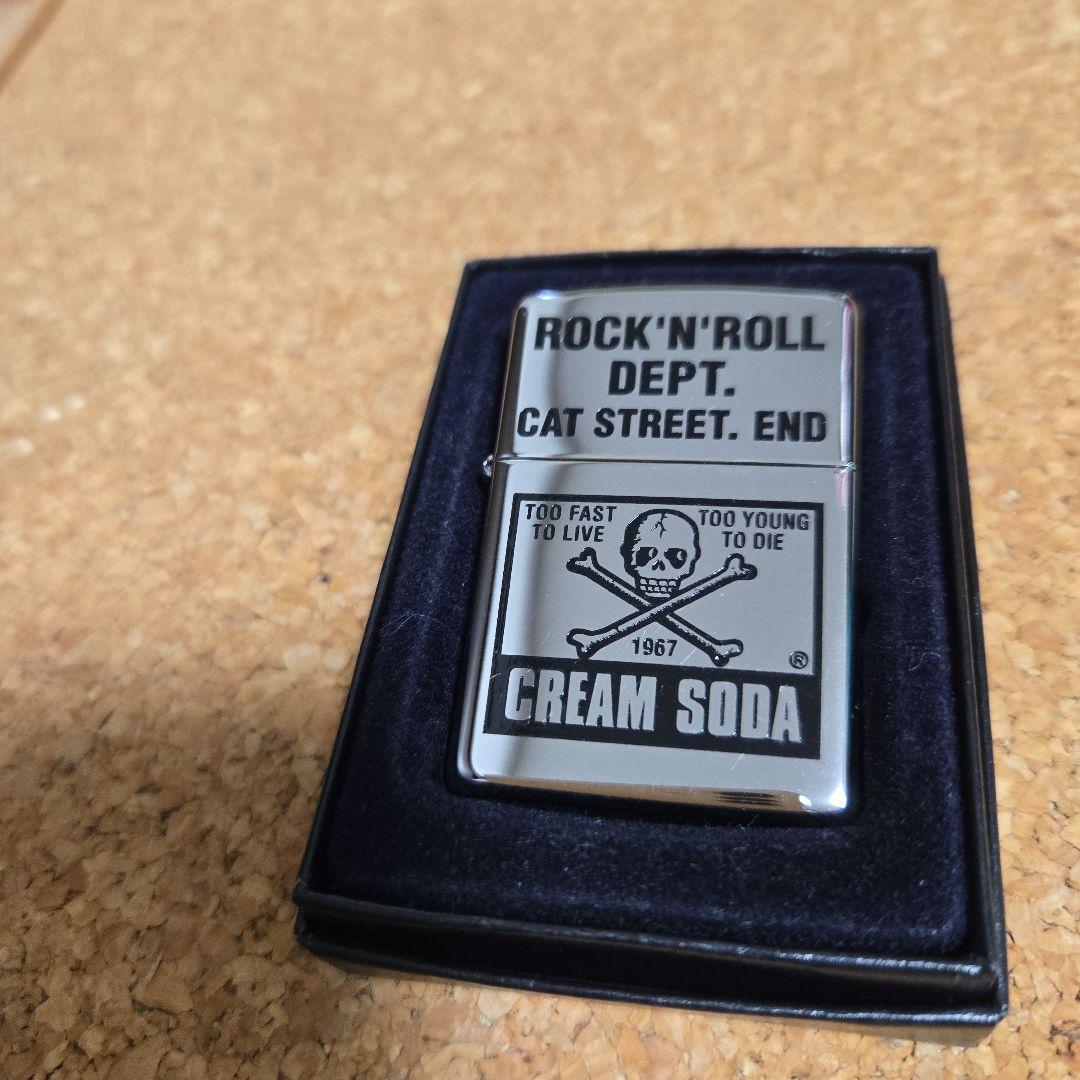 ROCK'N'ROLL
DEPT.
CAT STREET. END
TOO FAST
TO LIVE
TOO YOUNG
TO DIE
1967
®
CREAM SODA